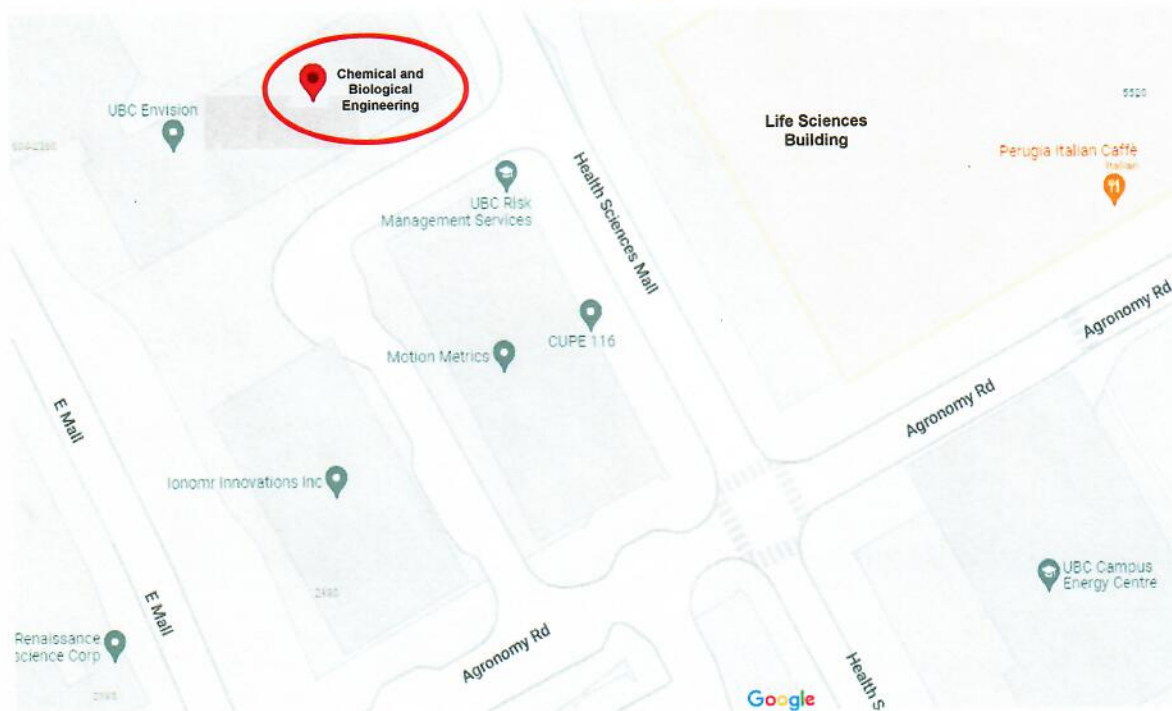 Chemical and
Biological
Engineering
UBC Envision
Life Sciences
Building
5520
Perugia Italian Caffè
Italian
Health Sciences Mall
UBC Risk
Management Services
Agronomy Rd
CUPE 116
Motion Metrics
E Mall
Agronomy Rd
Ionomr Innovations Inc
UBC Campus
Energy Centre
E Mall
Renaissance
science Corp
Agronomy Rd
Health S
Google